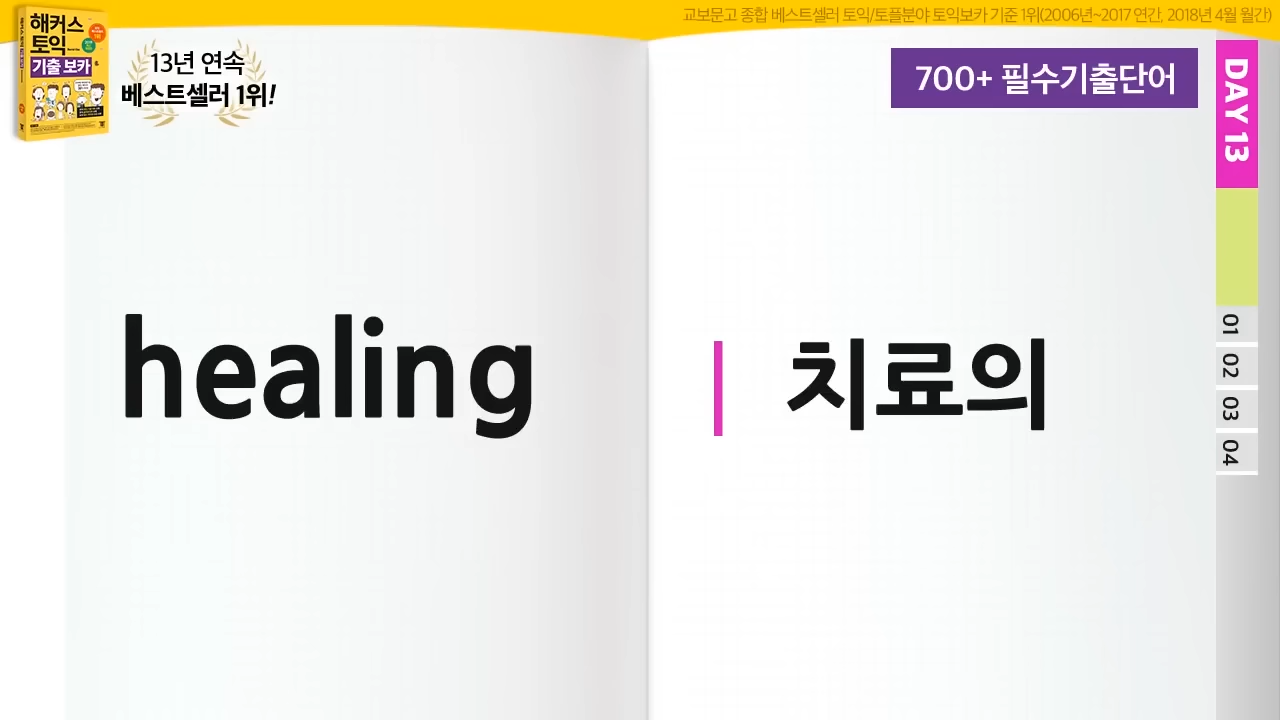 교보문고 종합 베스트셀러 토익/토플분야 토익보카 기준 1위(2006년~2017 연간, 2018년 4월 월간)
해커스
토익
기출 보카
13년 연속
베스트셀러 1위!
700+ 필수기출단어
DAY 13
healing
치료의
01
02
03
04